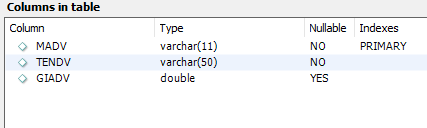 Columns in table
Column Type Nullable Indexes
MADV varchar(11) NO PRIMARY
TENDV varchar(50) NO
GIADV double YES